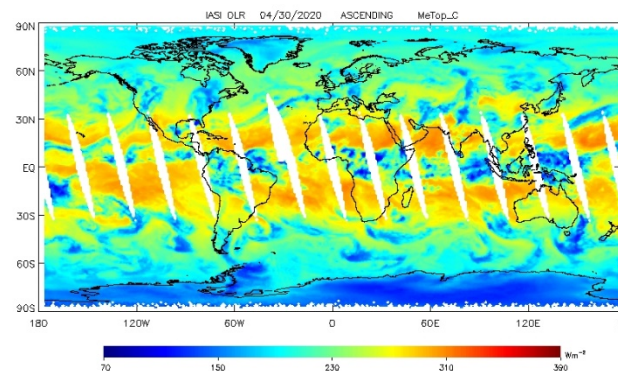 IASI OLR 04/30/2020 ASCENDING MeTop_C
90N
60N
30N
EQ
30S
60S
90S
180 120W 60W 0 60E 120E
70 150 230 310 390 Wm⁻²